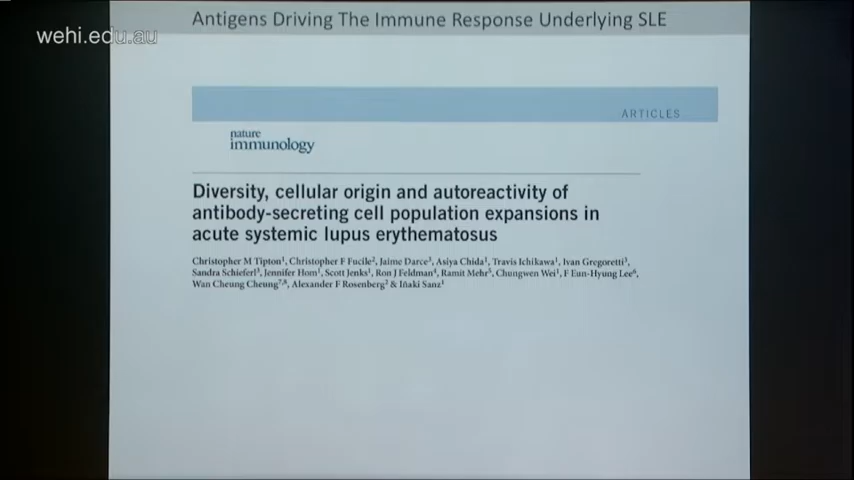 Antigens Driving The Immune Response Underlying SLE
wehi.edu.au
ARTICLES
nature
immunology
Diversity, cellular origin and autoreactivity of
antibody-secreting cell population expansions in
acute systemic lupus erythematosus
Christopher M Tipton1, Christopher F Fucile2, Jaime Darce3, Asiya Chida1, Travis Ichikawa1, Ivan Gregoretti3,
Sandra Schieferl3, Jennifer Hom1, Scott Jenks1, Ron J Feldman4, Ramit Mehr5, Chungwen Wei1, F Eun-Hyung Lee6,
Wan Cheung Cheung7,8, Alexander F Rosenberg2 & Iñaki Sanz1